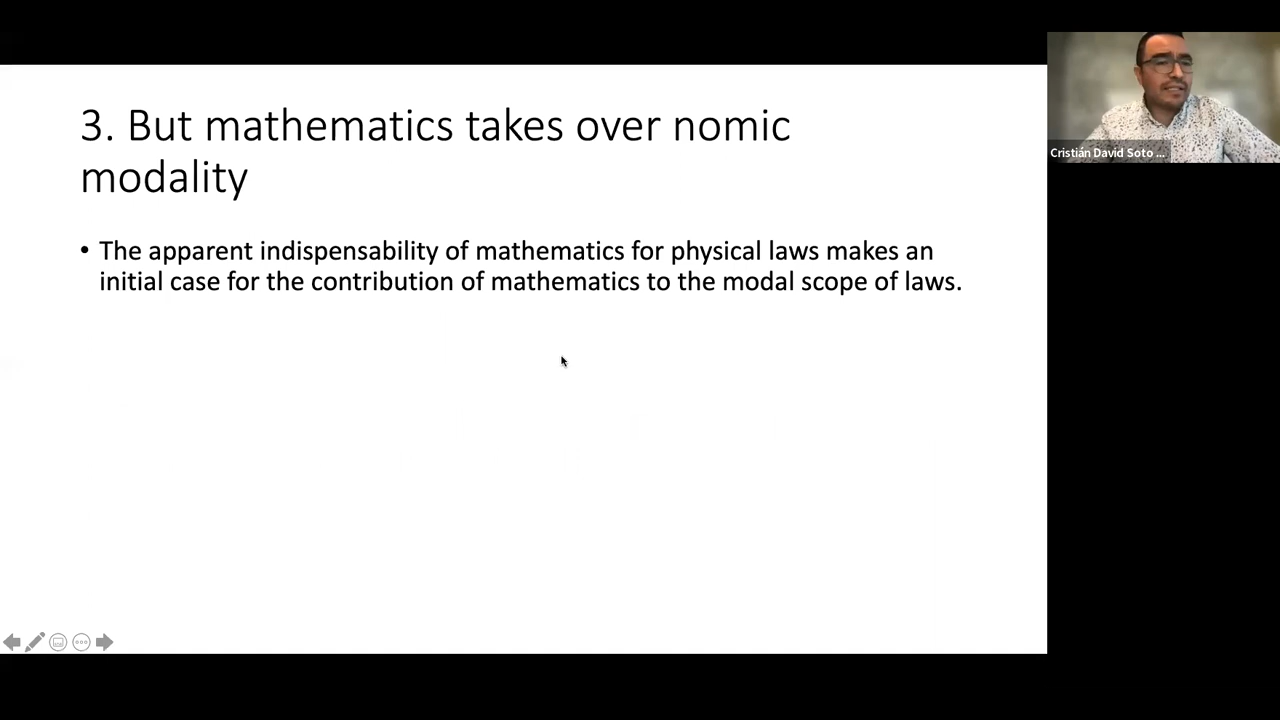 3. But mathematics takes over nomic
modality
• The apparent indispensability of mathematics for physical laws makes an
initial case for the contribution of mathematics to the modal scope of laws.
Cristián David Soto ...